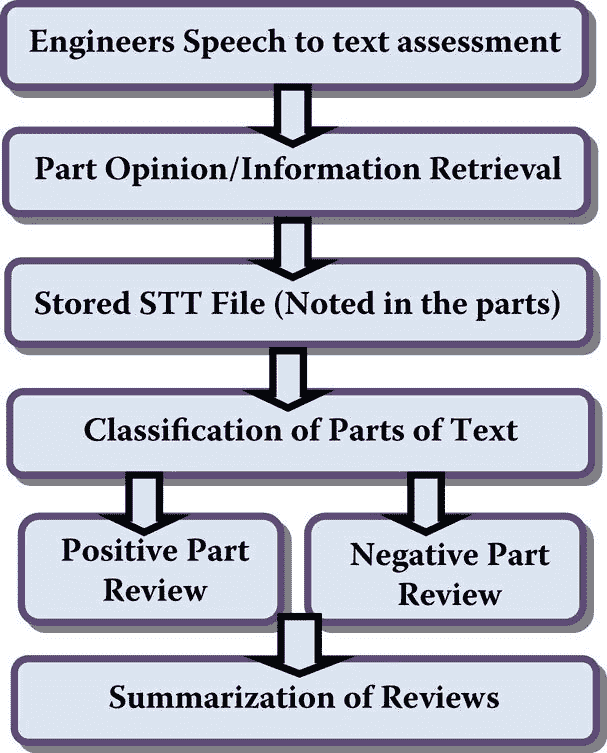 Engineers Speech to text assessment
Part Opinion/Information Retrieval
Stored STT File (Noted in the parts)
Classification of Parts of Text
Positive Part
Review
Negative Part
Review
Summarization of Reviews